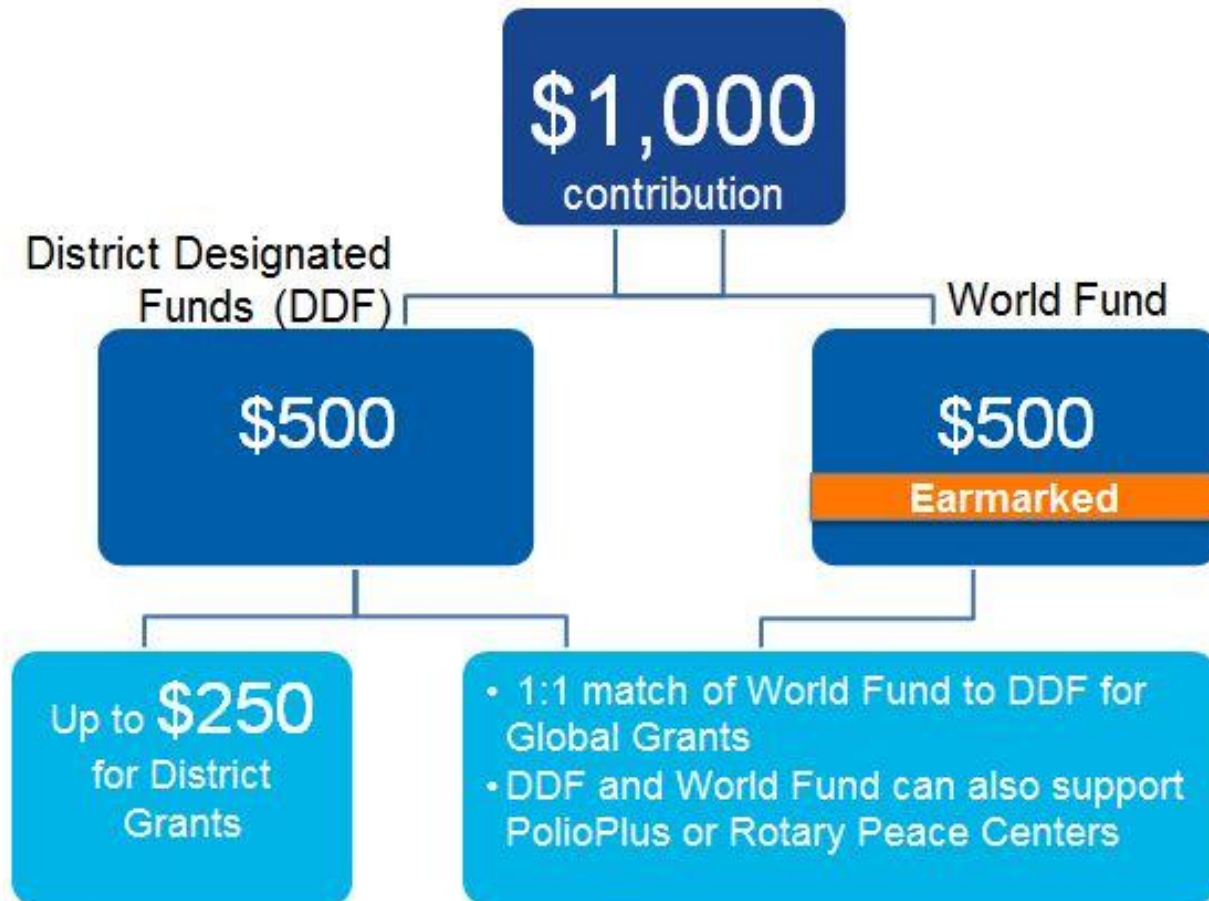 $1,000
contribution
District Designated
Funds (DDF)
World Fund
$500
$500
Earmarked
Up to $250
for District
Grants
• 1:1 match of World Fund to DDF for
Global Grants
• DDF and World Fund can also support
PolioPlus or Rotary Peace Centers